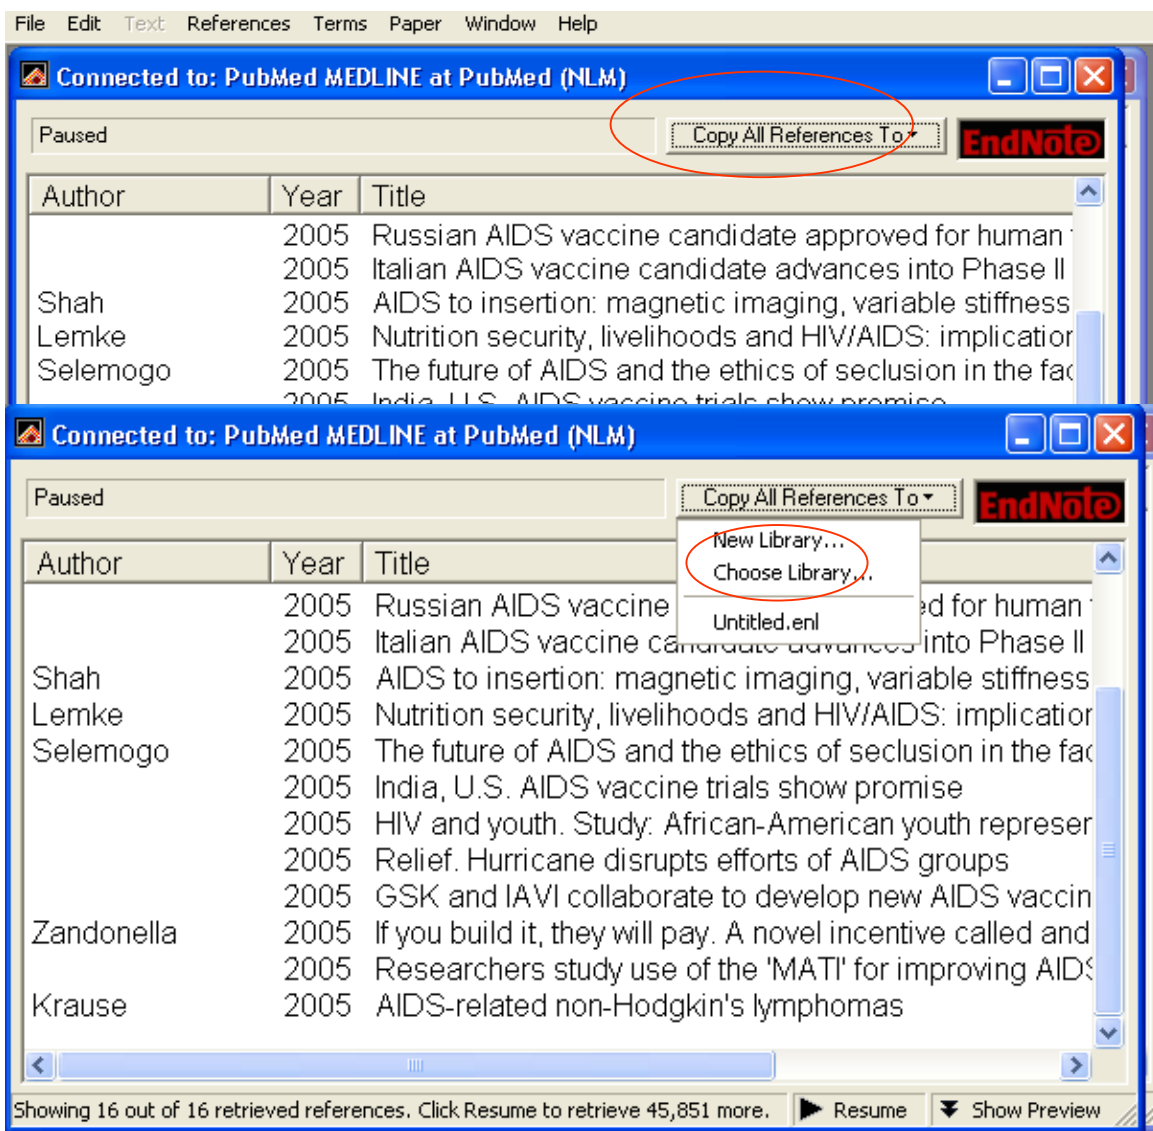 File Edit Text References Terms Paper Window Help
Connected to: PubMed MEDLINE at PubMed (NLM)
Paused Copy All References To EndNote
Author Year Title
2005 Russian AIDS vaccine candidate approved for human
2005 Italian AIDS vaccine candidate advances into Phase II
Shah 2005 AIDS to insertion: magnetic imaging, variable stiffness
Lemke 2005 Nutrition security, livelihoods and HIV/AIDS: implication
Selemogo 2005 The future of AIDS and the ethics of seclusion in the fac
2005 India, U.S. AIDS vaccine trials show promise
Connected to: PubMed MEDLINE at PubMed (NLM)
Paused Copy All References To EndNote
New Library...
Choose Library...
Untitled.enl
Author Year Title
2005 Russian AIDS vaccine ed for human
2005 Italian AIDS vaccine candidate advances into Phase II
Shah 2005 AIDS to insertion: magnetic imaging, variable stiffness
Lemke 2005 Nutrition security, livelihoods and HIV/AIDS: implication
Selemogo 2005 The future of AIDS and the ethics of seclusion in the fac
2005 India, U.S. AIDS vaccine trials show promise
2005 HIV and youth. Study: African-American youth represer
2005 Relief. Hurricane disrupts efforts of AIDS groups
2005 GSK and IAVI collaborate to develop new AIDS vaccin
Zandonella 2005 If you build it, they will pay. A novel incentive called and
2005 Researchers study use of the 'MATI' for improving AIDS
Krause 2005 AIDS-related non-Hodgkin's lymphomas
Showing 16 out of 16 retrieved references. Click Resume to retrieve 45,851 more. Resume Show Preview